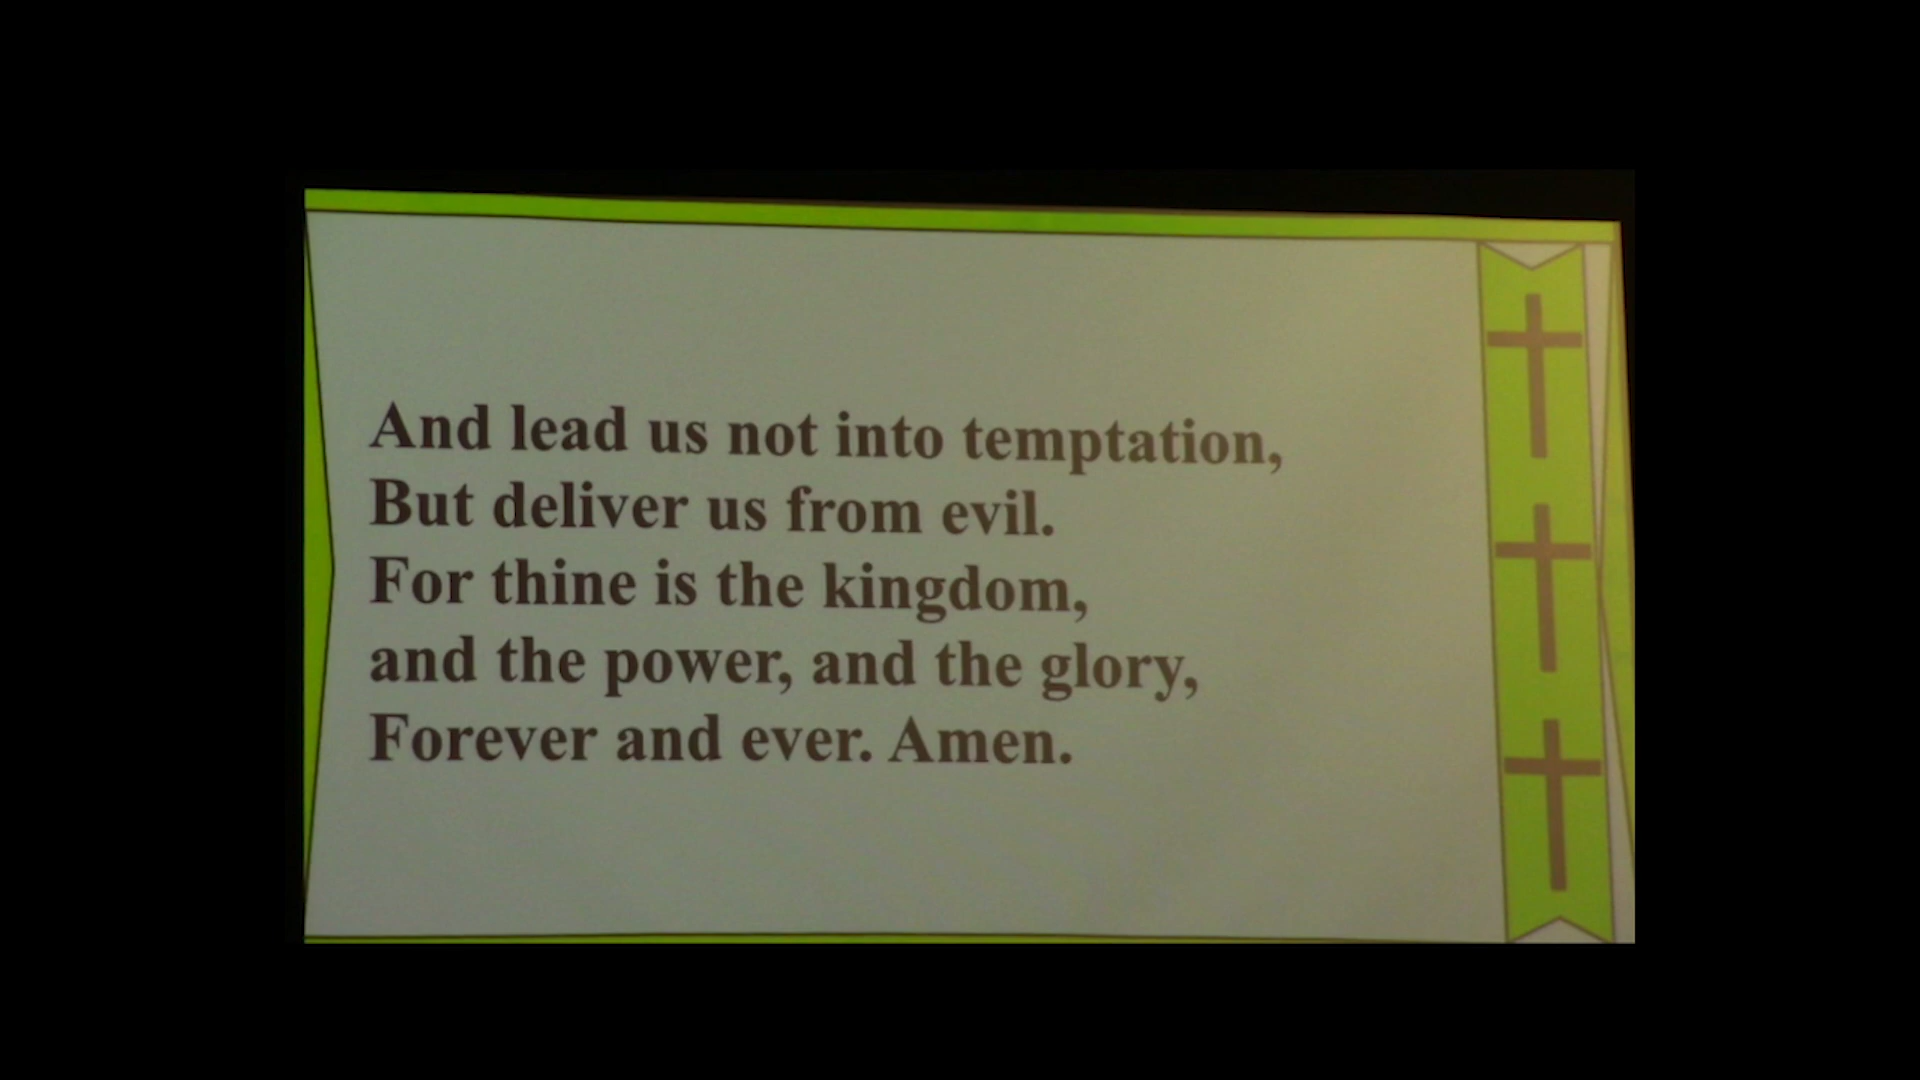 And lead us not into temptation,
But deliver us from evil.
For thine is the kingdom,
and the power, and the glory,
Forever and ever. Amen.